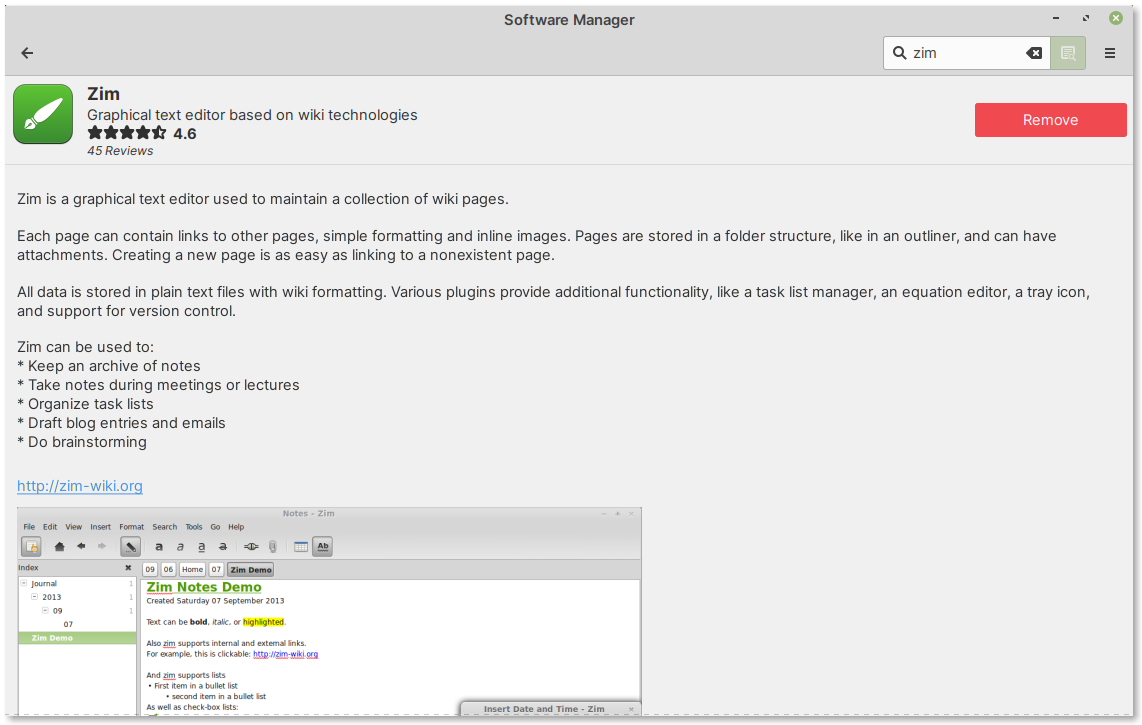 Software Manager
zim
Zim
Graphical text editor based on wiki technologies
4.6
45 Reviews
Remove
Zim is a graphical text editor used to maintain a collection of wiki pages.
Each page can contain links to other pages, simple formatting and inline images. Pages are stored in a folder structure, like in an outliner, and can have
attachments. Creating a new page is as easy as linking to a nonexistent page.
All data is stored in plain text files with wiki formatting. Various plugins provide additional functionality, like a task list manager, an equation editor, a tray icon,
and support for version control.
Zim can be used to:
* Keep an archive of notes
* Take notes during meetings or lectures
* Organize task lists
* Draft blog entries and emails
* Do brainstorming
http://zim-wiki.org
Notes - Zim
File Edit View Insert Format Search Tools Go Help
a a a a Ab
Index
09 06 Home 07 Zim Demo
Journal 1
2013 1
09 1
07
Zim Demo
Zim Notes Demo
Created Saturday 07 September 2013
Text can be bold, italic, or highlighted.
Also zim supports internal and external links.
For example, this is clickable: http://zim-wiki.org
And zim supports lists
• First item in a bullet list
• second item in a bullet list
As well as check-box lists:
Insert Date and Time - Zim